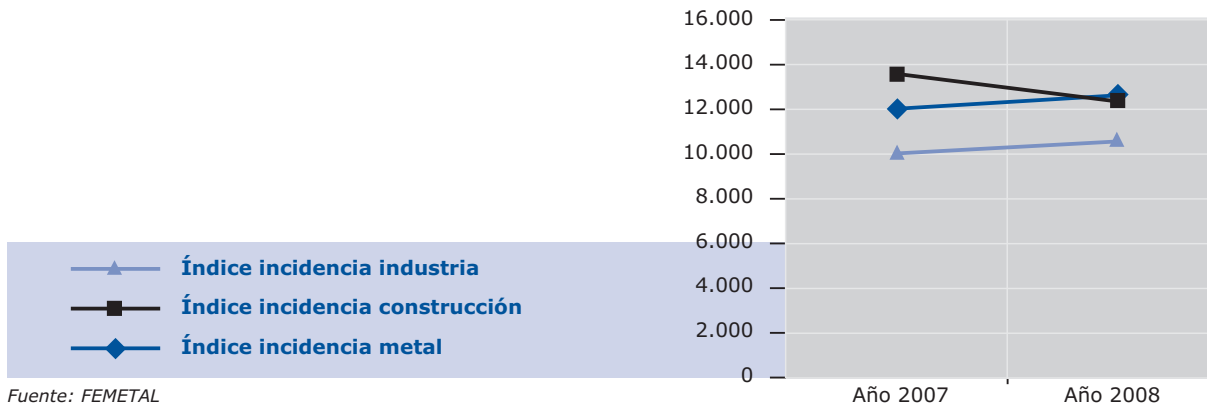 16.000
14.000
12.000
10.000
8.000
6.000
4.000
2.000
0
Índice incidencia industria
Índice incidencia construcción
Índice incidencia metal
Año 2007 Año 2008
Fuente: FEMETAL